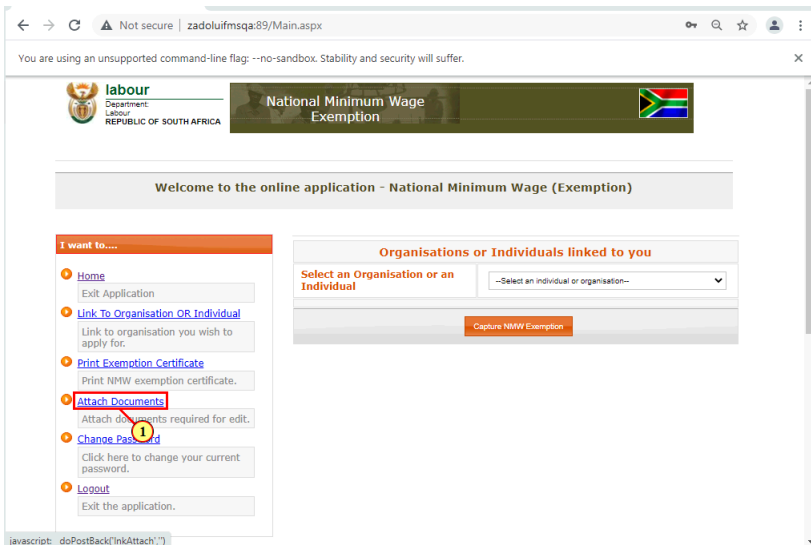 Not secure | zadoluifmsqa:89/Main.aspx
You are using an unsupported command-line flag: --no-sandbox. Stability and security will suffer.
labour
Department:
Labour
REPUBLIC OF SOUTH AFRICA
National Minimum Wage
Exemption
Welcome to the online application - National Minimum Wage (Exemption)
I want to....
Home
Exit Application
Link To Organisation OR Individual
Link to organisation you wish to
apply for.
Print Exemption Certificate
Print NMW exemption certificate.
Attach Documents
Attach documents required for edit.
1
Change Password
Click here to change your current
password.
Logout
Exit the application.
Organisations or Individuals linked to you
Select an Organisation or an
Individual
--Select an individual or organisation--
Capture NMW Exemption
javascript:__doPostBack('lnkAttach','')